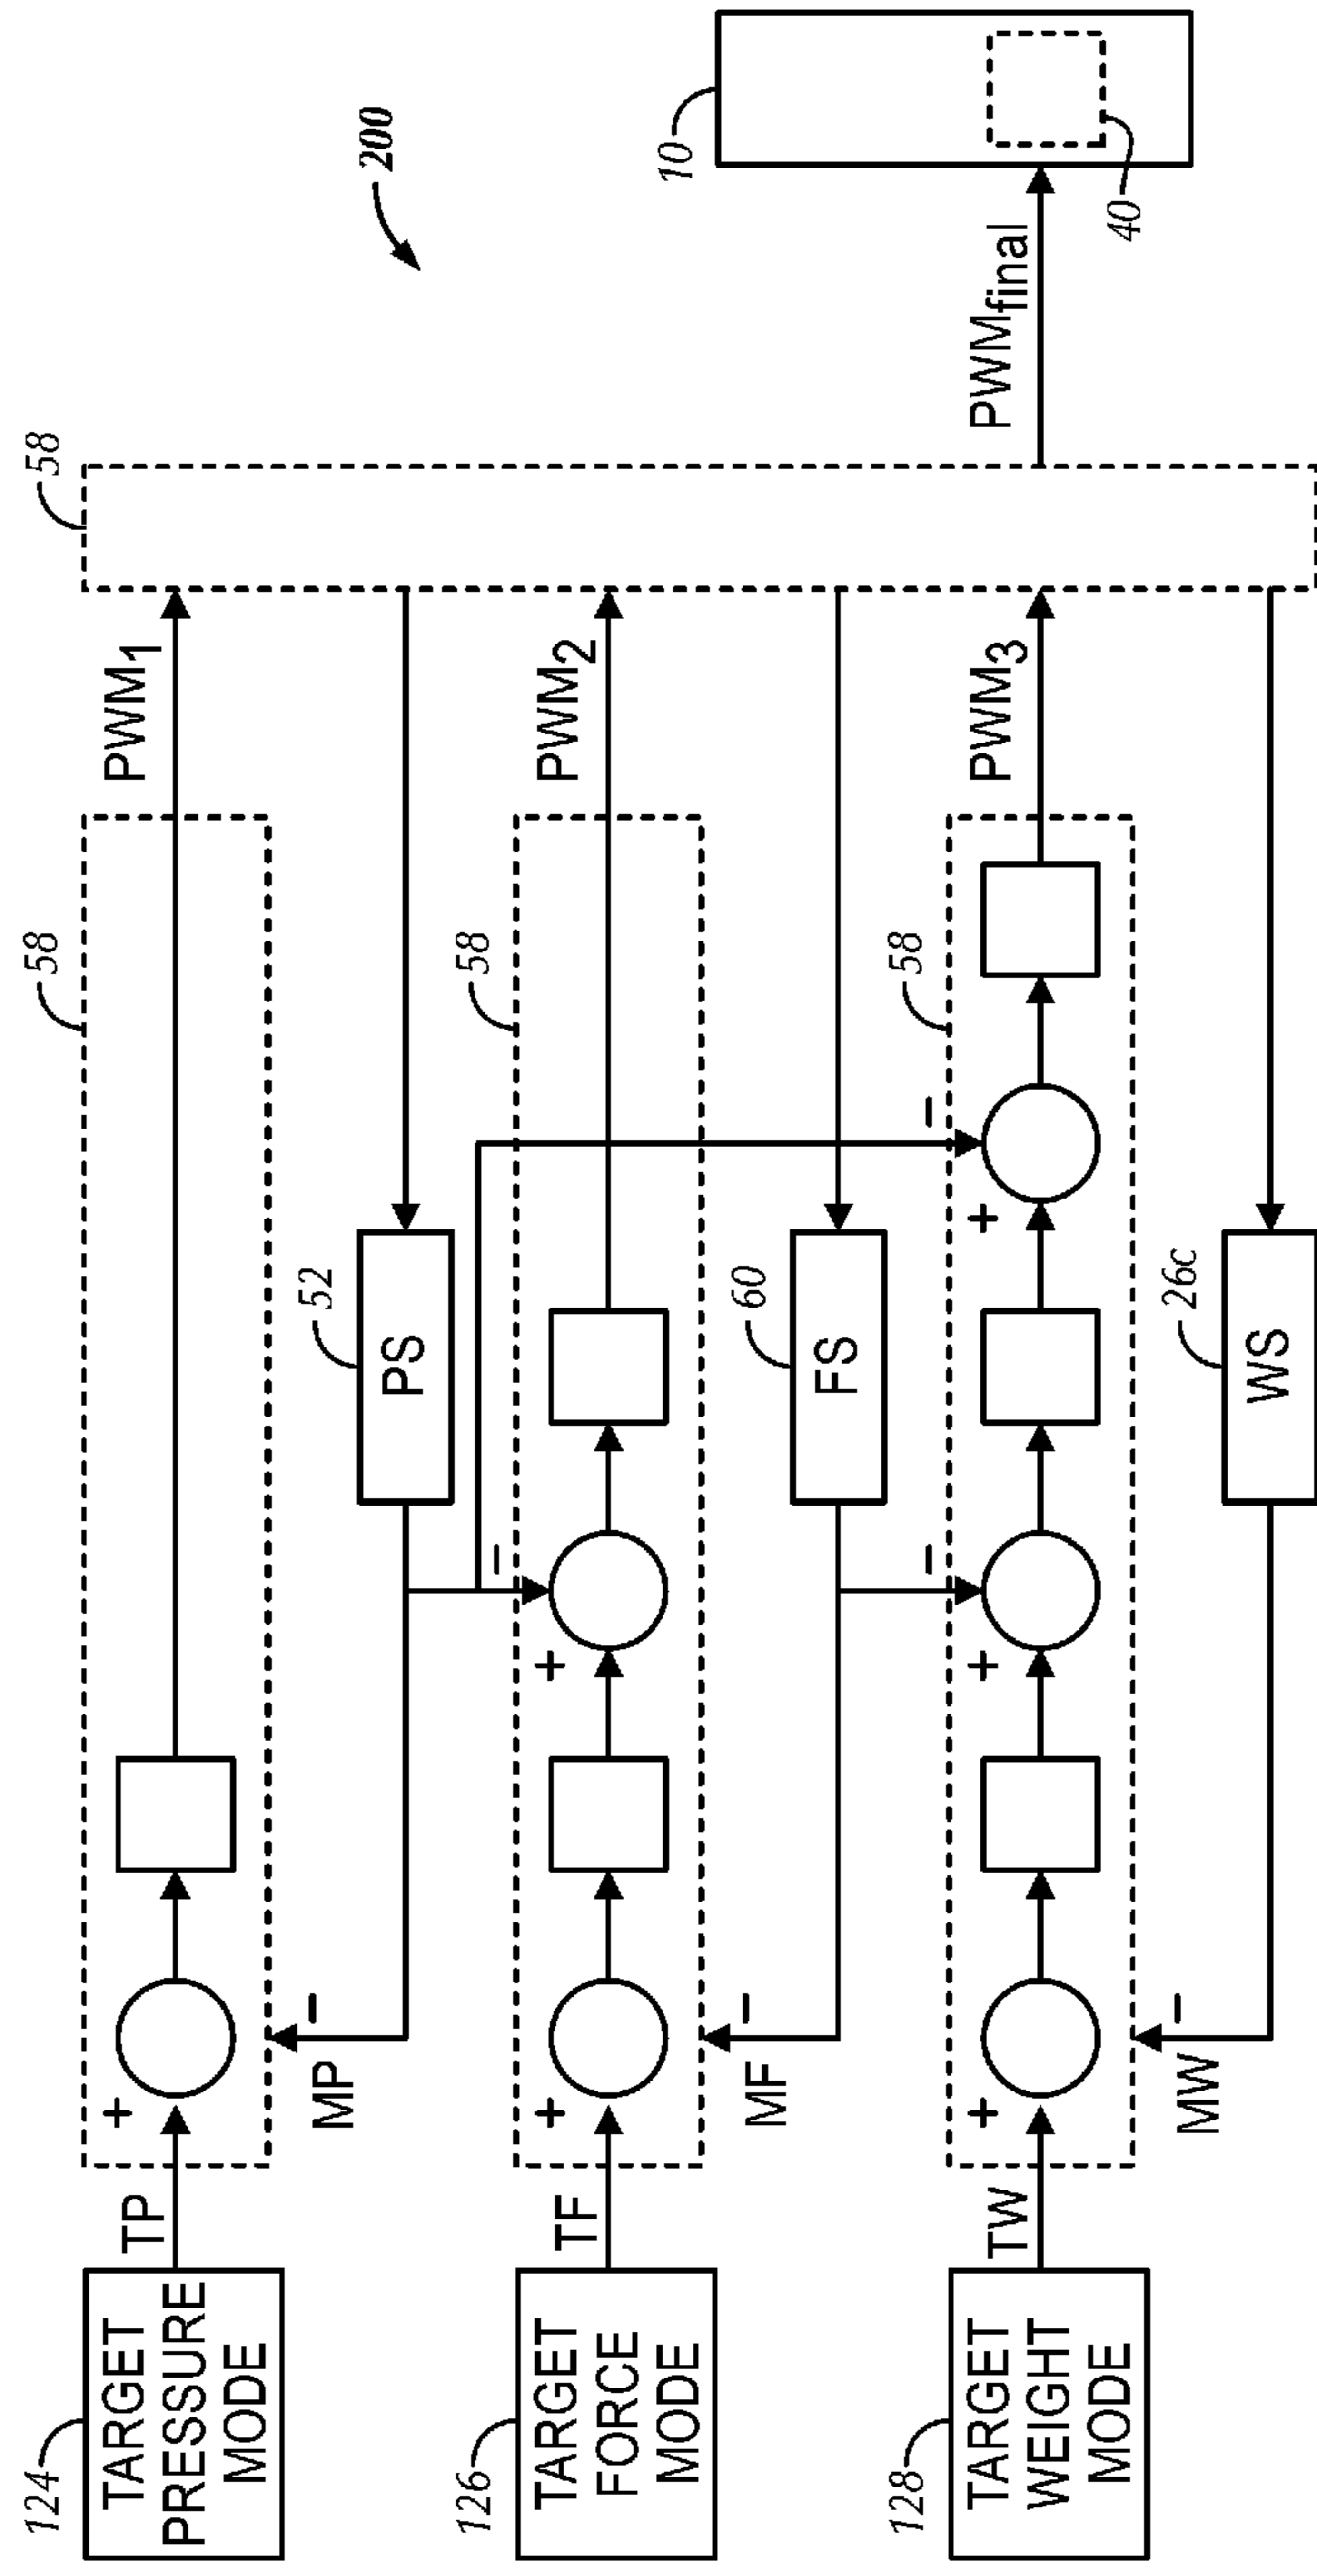 200
124
TARGET
PRESSURE
MODE
TP
+
58
PWM1
58
MP
−
52
PS
10
126
TARGET
FORCE
MODE
TF
+
+
−
58
PWM2
MF
−
60
FS
PWMfinal
40
128
TARGET
WEIGHT
MODE
TW
+
+
−
+
−
58
PWM3
MW
−
26c
WS